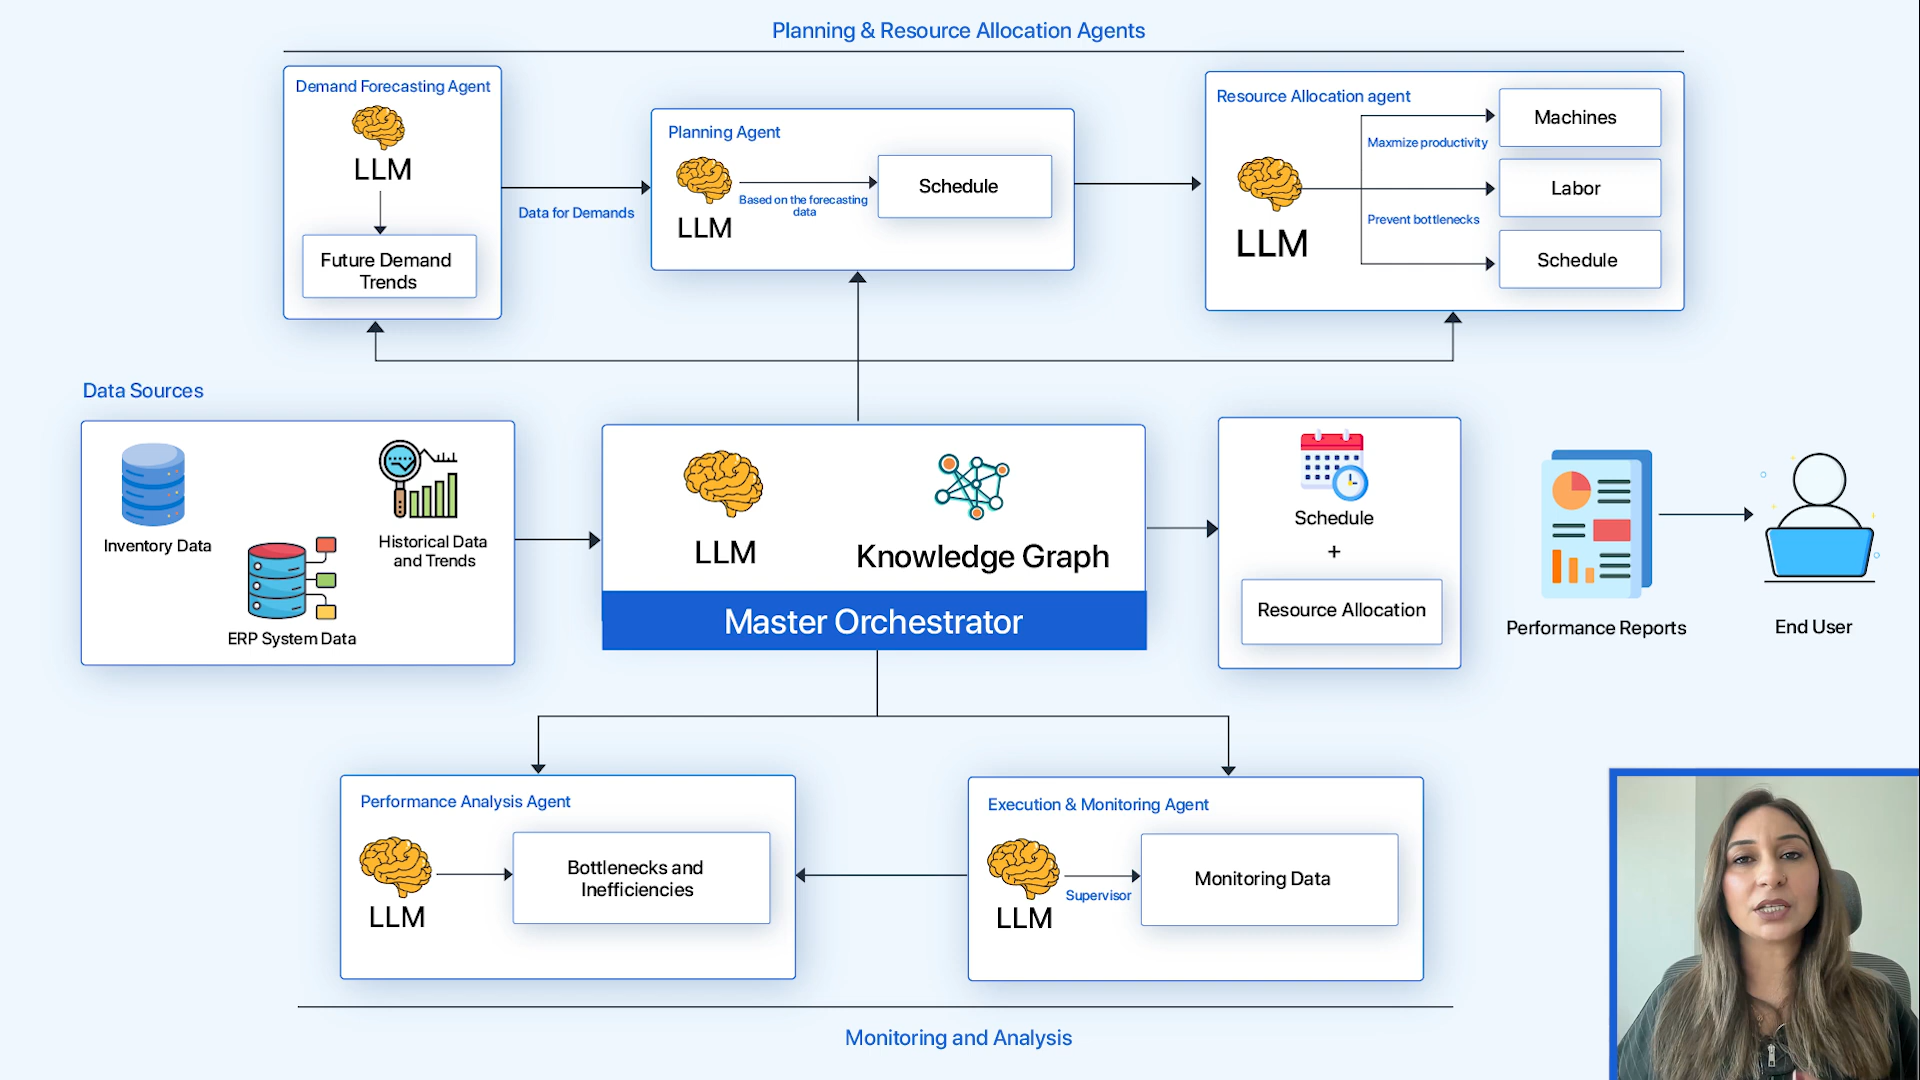 Planning & Resource Allocation Agents
Demand Forecasting Agent
LLM
Future Demand
Trends
Data for Demands
Planning Agent
LLM
Based on the forecasting
data
Schedule
Resource Allocation agent
LLM
Maxmize productivity
Prevent bottlenecks
Machines
Labor
Schedule
Data Sources
Inventory Data
ERP System Data
Historical Data
and Trends
LLM
Knowledge Graph
Master Orchestrator
Schedule
+
Resource Allocation
Performance Reports
End User
Performance Analysis Agent
LLM
Bottlenecks and
Inefficiencies
Execution & Monitoring Agent
LLM
Supervisor
Monitoring Data
Monitoring and Analysis